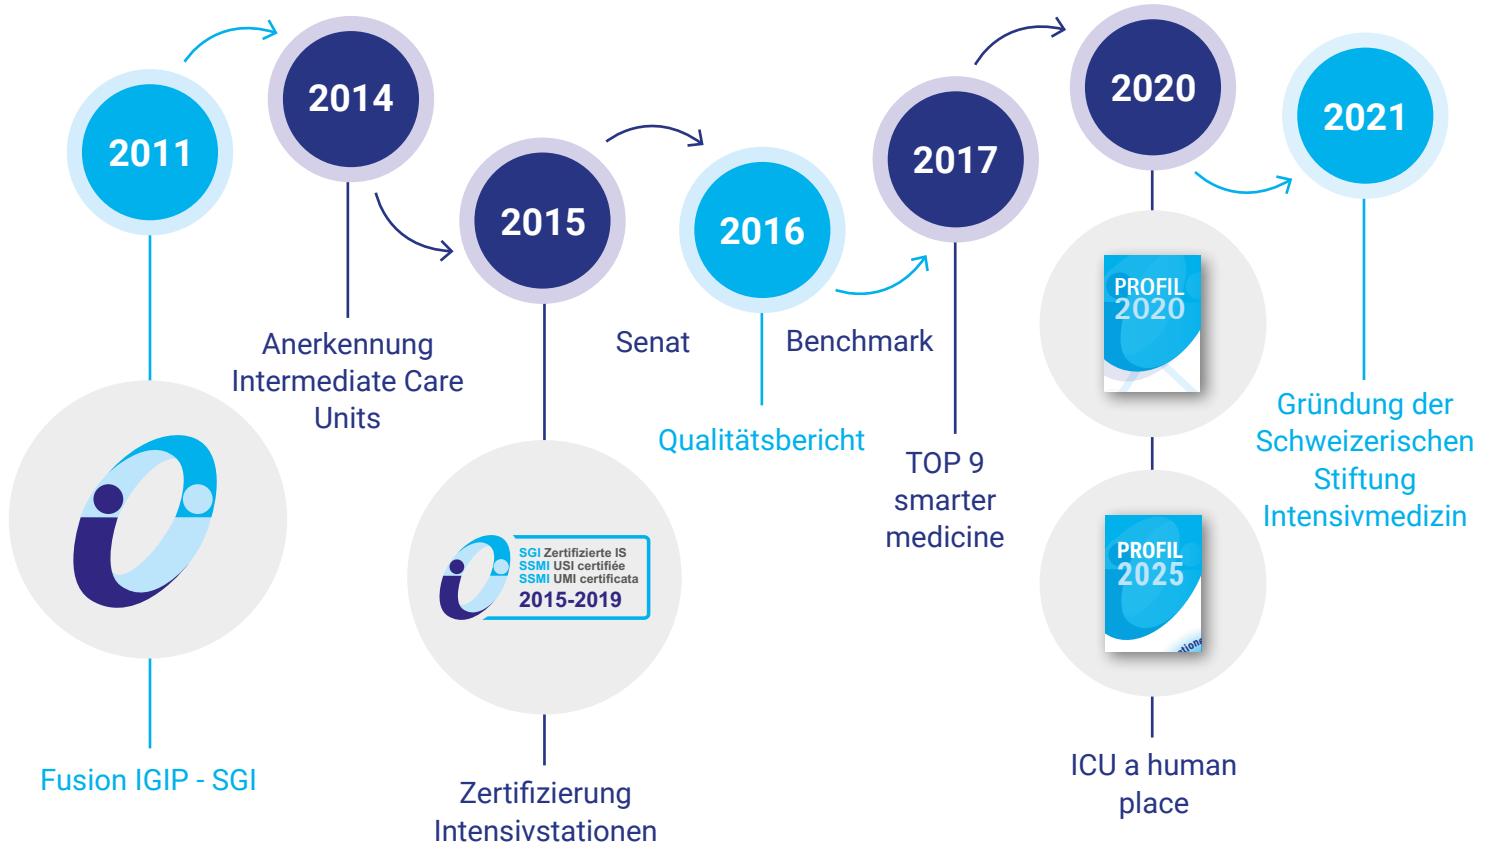 2011
Fusion IGIP - SGI
2014
Anerkennung
Intermediate Care
Units
2015
SGI Zertifizierte IS
SSMI USI certifiée
SSMI UMI certificata
2015-2019
Zertifizierung
Intensivstationen
Senat
2016
Qualitätsbericht
Benchmark
2017
TOP 9
smarter
medicine
2020
PROFIL
2020
PROFIL
2025
ICU a human
place
2021
Gründung der
Schweizerischen
Stiftung
Intensivmedizin